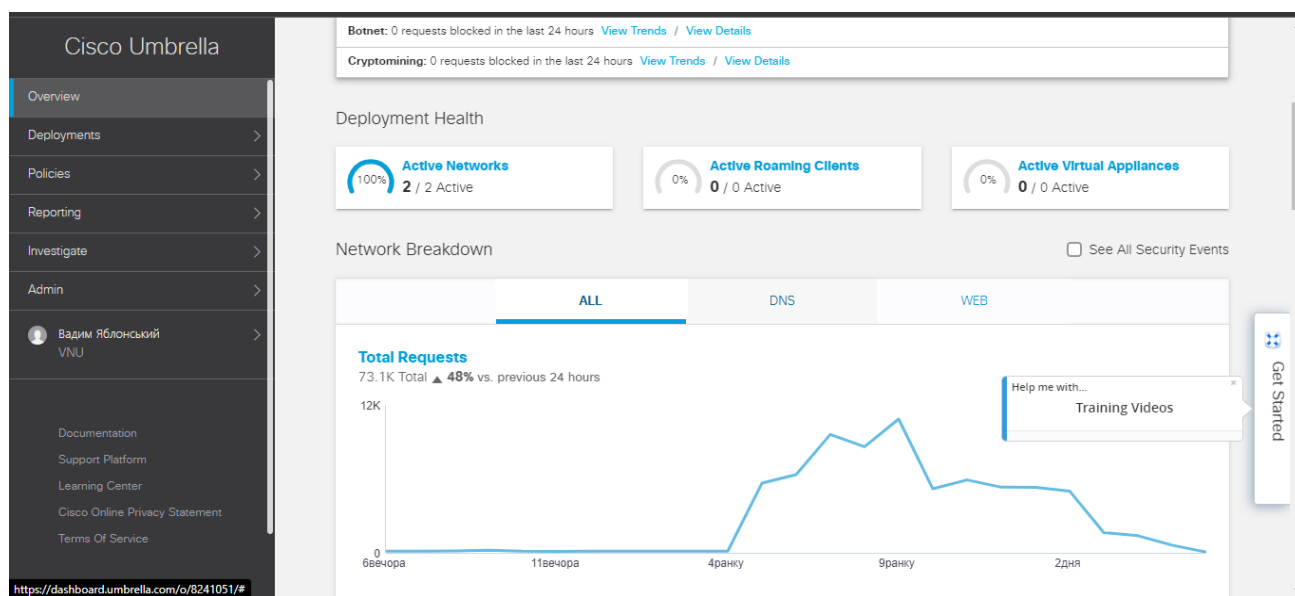 Cisco Umbrella
Overview
Deployments
Policies
Reporting
Investigate
Admin
Вадим Яблонський
VNU
Documentation
Support Platform
Learning Center
Cisco Online Privacy Statement
Terms Of Service
https://dashboard.umbrella.com/o/8241051/#
Botnet: 0 requests blocked in the last 24 hours View Trends / View Details
Cryptomining: 0 requests blocked in the last 24 hours View Trends / View Details
Deployment Health
100%
Active Networks
2 / 2 Active
0%
Active Roaming Clients
0 / 0 Active
0%
Active Virtual Appliances
0 / 0 Active
Network Breakdown
See All Security Events
ALL DNS WEB
Total Requests
73.1K Total ▲ 48% vs. previous 24 hours
12K
0
6вечора 11вечора 4ранку 9ранку 2дня
Help me with... ×
Training Videos
Get Started